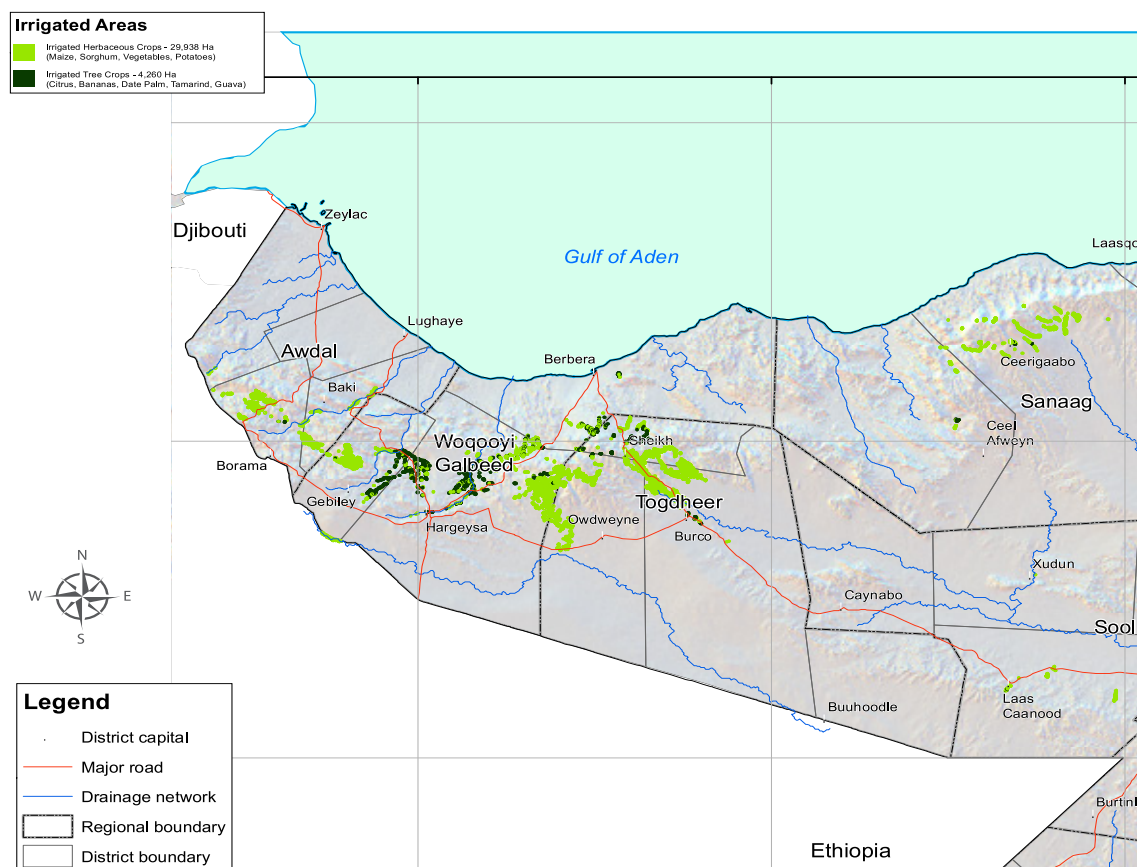 Irrigated Areas
Irrigated Herbaceous Crops - 29,938 Ha
(Maize, Sorghum, Vegetables, Potatoes)
Irrigated Tree Crops - 4,260 Ha
(Citrus, Bananas, Date Palm, Tamarind, Guava)
Zeylac
Djibouti
Laasqo
Gulf of Aden
Lughaye
Awdal
Berbera
Ceerigaabo
Baki
Sanaag
Ceel
Afweyn
Woqooyi
Galbeed
Sheikh
Borama
Gebiley
Togdheer
Hargeysa
Owdweyne
Burco
N
W
E
S
Xudun
Caynabo
Sool
Laas
Caanood
Buuhoodle
Legend
District capital
Major road
Drainage network
Regional boundary
District boundary
Burtinl
Ethiopia